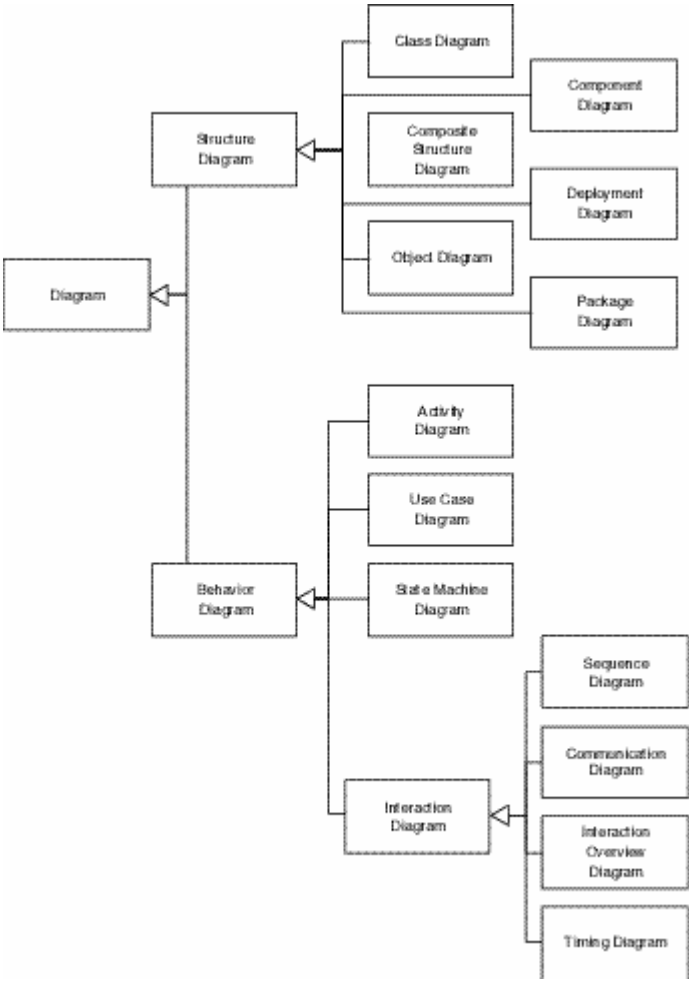 Class Diagram
Component
Diagram
Structure
Diagram
Composite
Structure
Diagram
Deployment
Diagram
Object Diagram
Diagram
Package
Diagram
Activity
Diagram
Use Case
Diagram
Behavior
Diagram
State Machine
Diagram
Sequence
Diagram
Communication
Diagram
Interaction
Diagram
Interaction
Overview
Diagram
Timing Diagram